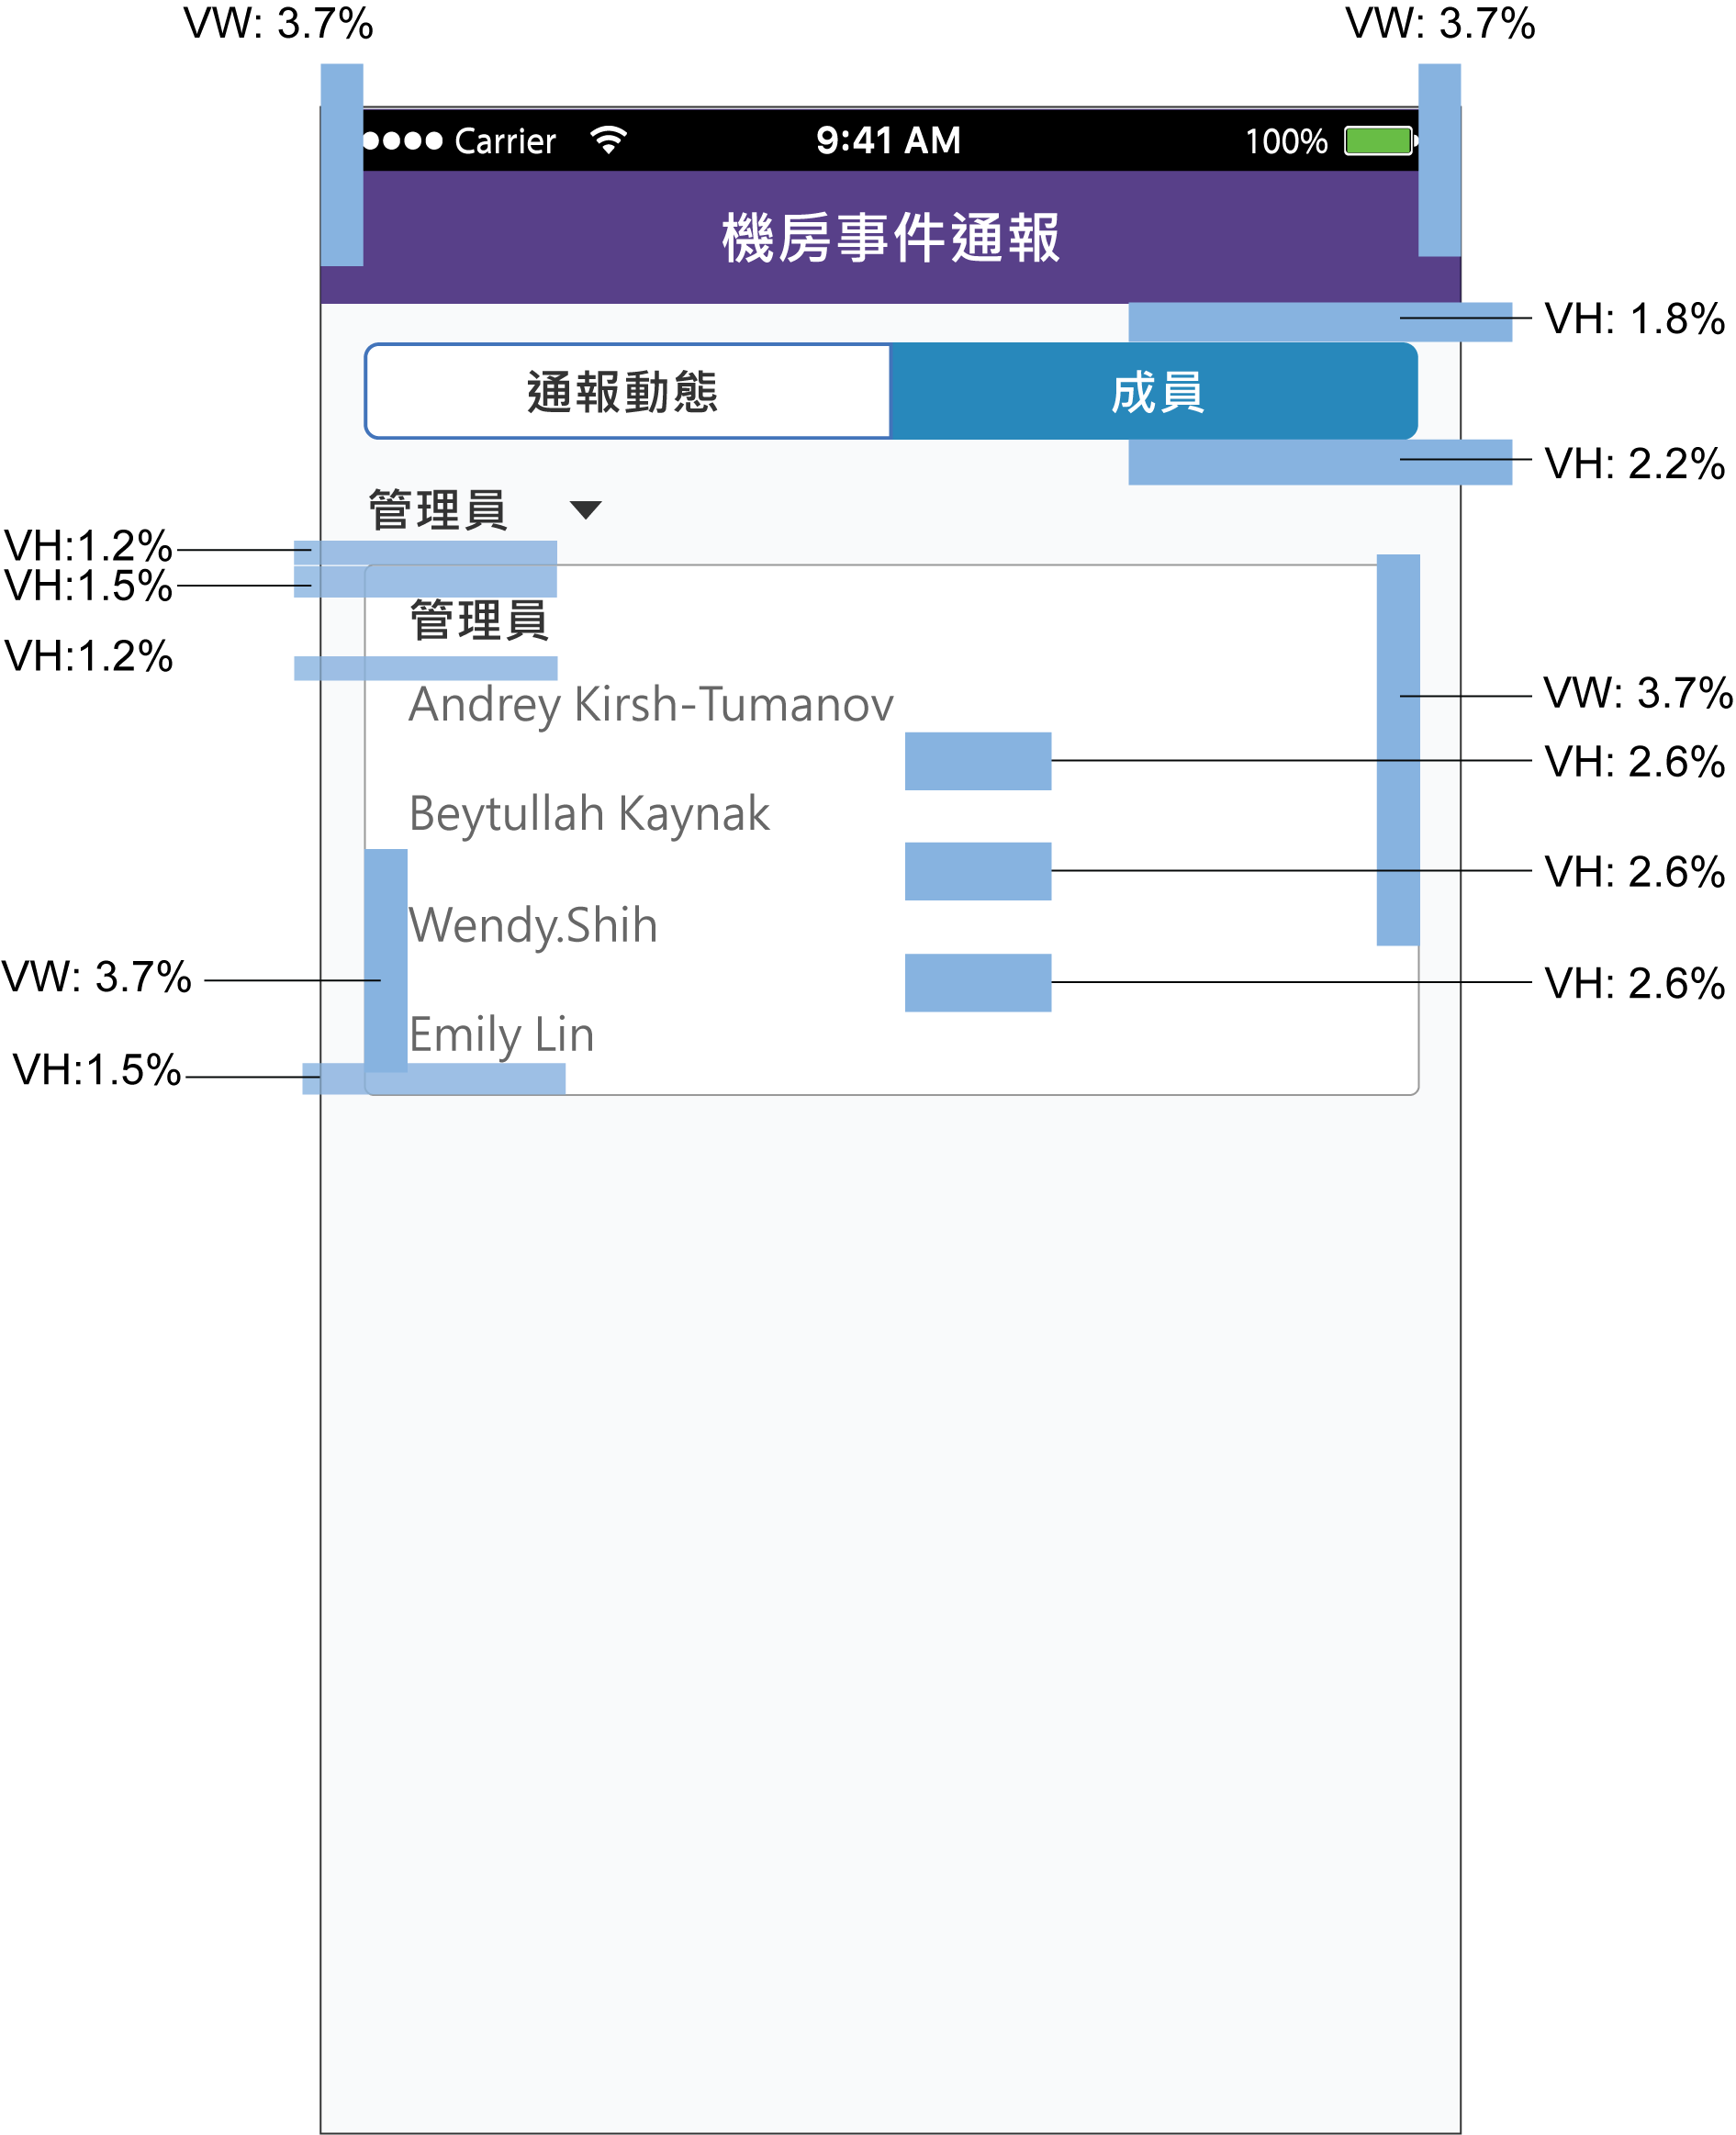 VW: 3.7%
VW: 3.7%
Carrier 9:41 AM 100%
機房事件通報
VH: 1.8%
通報動態 成員
VH: 2.2%
管理員
VH:1.2%
VH:1.5%
管理員
VH:1.2%
Andrey Kirsh-Tumanov
VW: 3.7%
VH: 2.6%
Beytullah Kaynak
VH: 2.6%
Wendy.Shih
VW: 3.7%
VH: 2.6%
Emily Lin
VH:1.5%